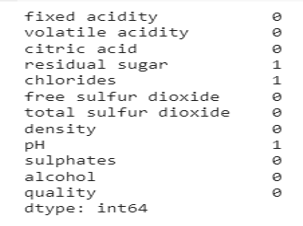 fixed acidity 0
volatile acidity 0
citric acid 0
residual sugar 1
chlorides 1
free sulfur dioxide 0
total sulfur dioxide 0
density 0
pH 1
sulphates 0
alcohol 0
quality 0
dtype: int64